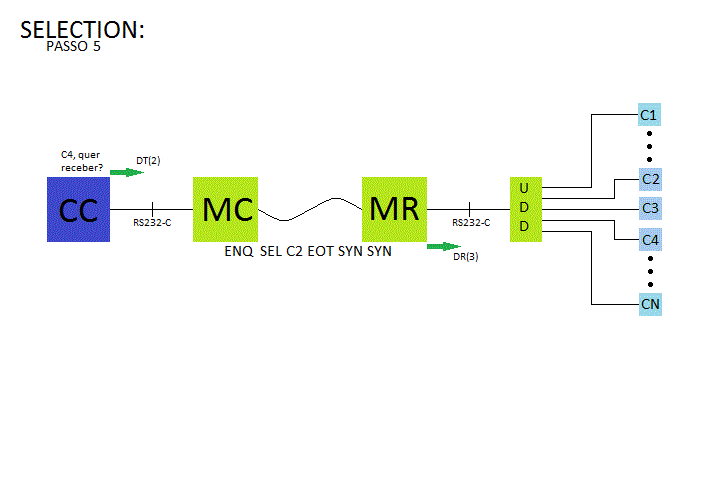 SELECTION:
PASSO 5
C4, quer
receber?
DT(2)
CC
RS232-C
MC
MR
ENQ SEL C2 EOT SYN SYN
RS232-C
DR(3)
U
D
D
C1
C2
C3
C4
CN